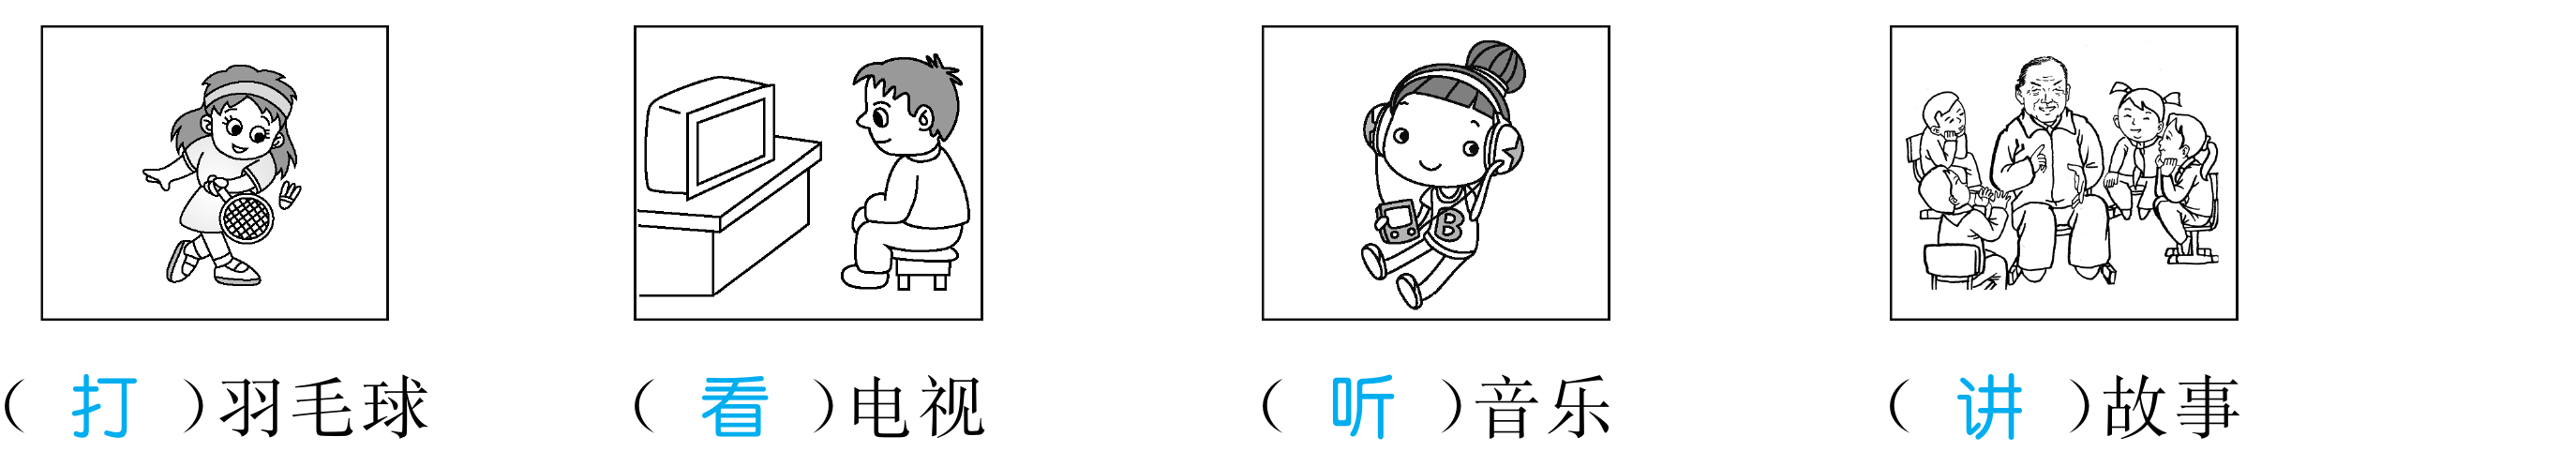 （ 打 ）羽毛球 （ 看 ）电视 （ 听 ）音乐 （ 讲 ）故事
B